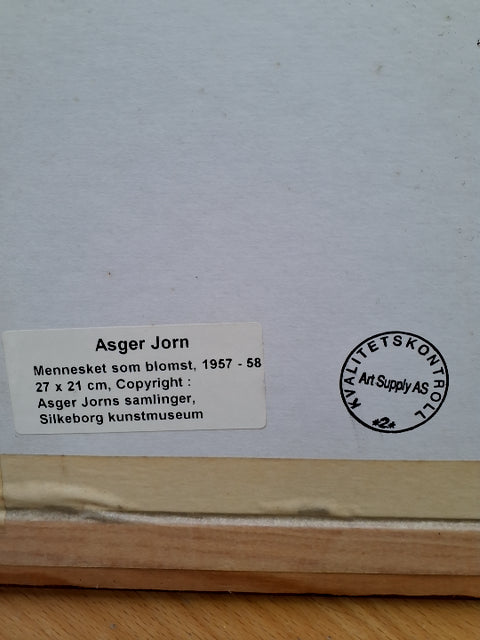 Asger Jorn
Mennesket som blomst, 1957 - 58
27 x 21 cm, Copyright :
Asger Jorns samlinger,
Silkeborg kunstmuseum
KVALITETSKONTROLL
Art Supply AS
*2*